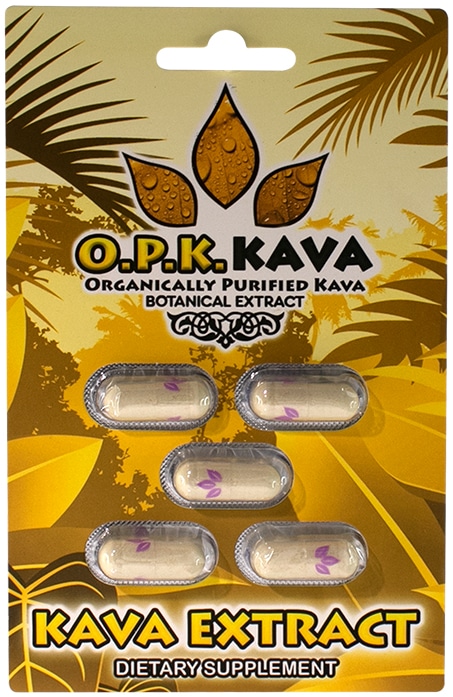 O.P.K. KAVA
ORGANICALLY PURIFIED KAVA
BOTANICAL EXTRACT
KAVA EXTRACT
DIETARY SUPPLEMENT